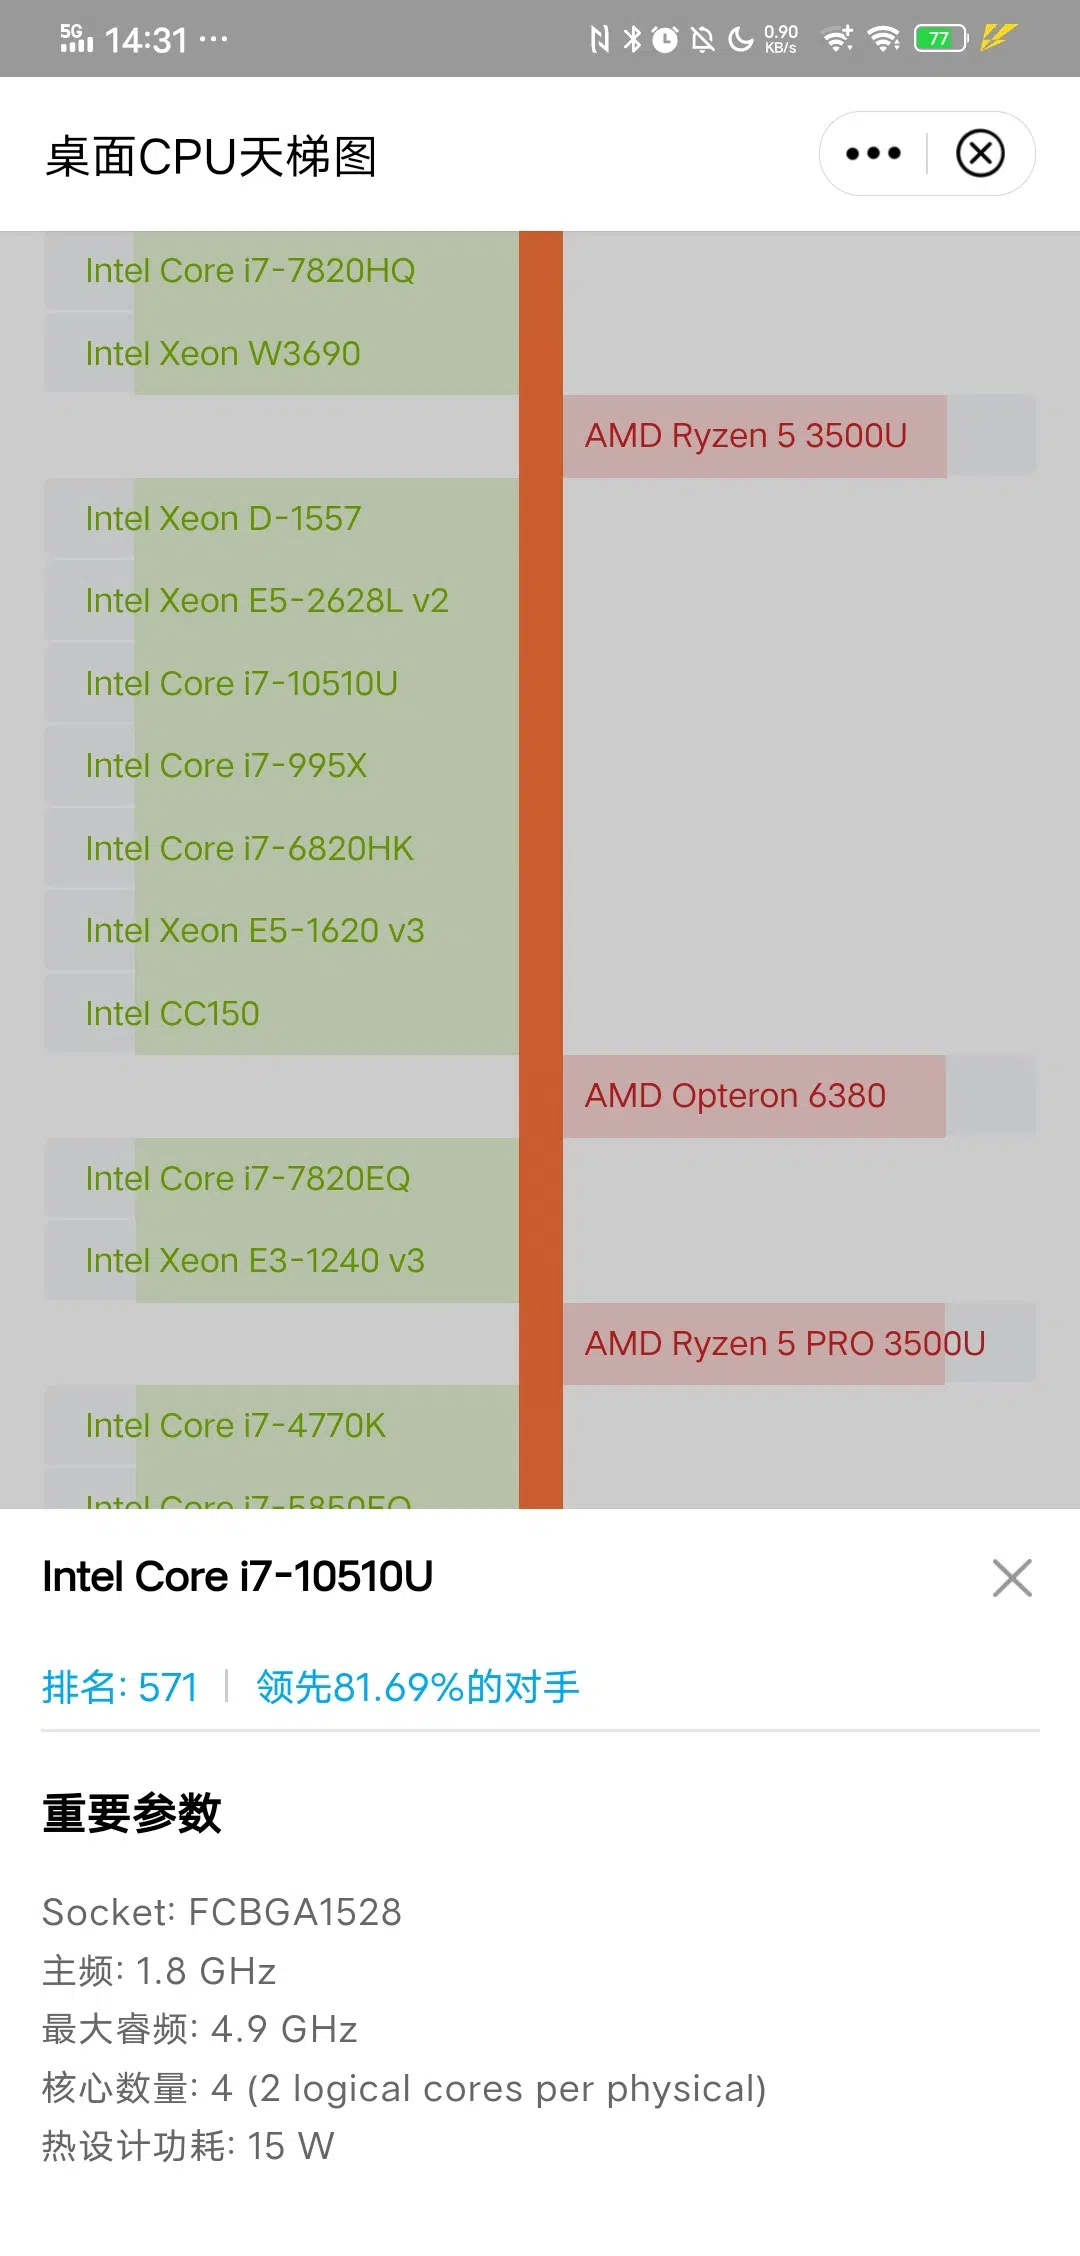 5G 14:31 ··· 0.90 KB/s 77
桌面CPU天梯图
Intel Core i7-7820HQ
Intel Xeon W3690
AMD Ryzen 5 3500U
Intel Xeon D-1557
Intel Xeon E5-2628L v2
Intel Core i7-10510U
Intel Core i7-995X
Intel Core i7-6820HK
Intel Xeon E5-1620 v3
Intel CC150
AMD Opteron 6380
Intel Core i7-7820EQ
Intel Xeon E3-1240 v3
AMD Ryzen 5 PRO 3500U
Intel Core i7-4770K
Intel Core i7-5850EQ
Intel Core i7-10510U
排名: 571 | 领先81.69%的对手
重要参数
Socket: FCBGA1528
主频: 1.8 GHz
最大睿频: 4.9 GHz
核心数量: 4 (2 logical cores per physical)
热设计功耗: 15 W